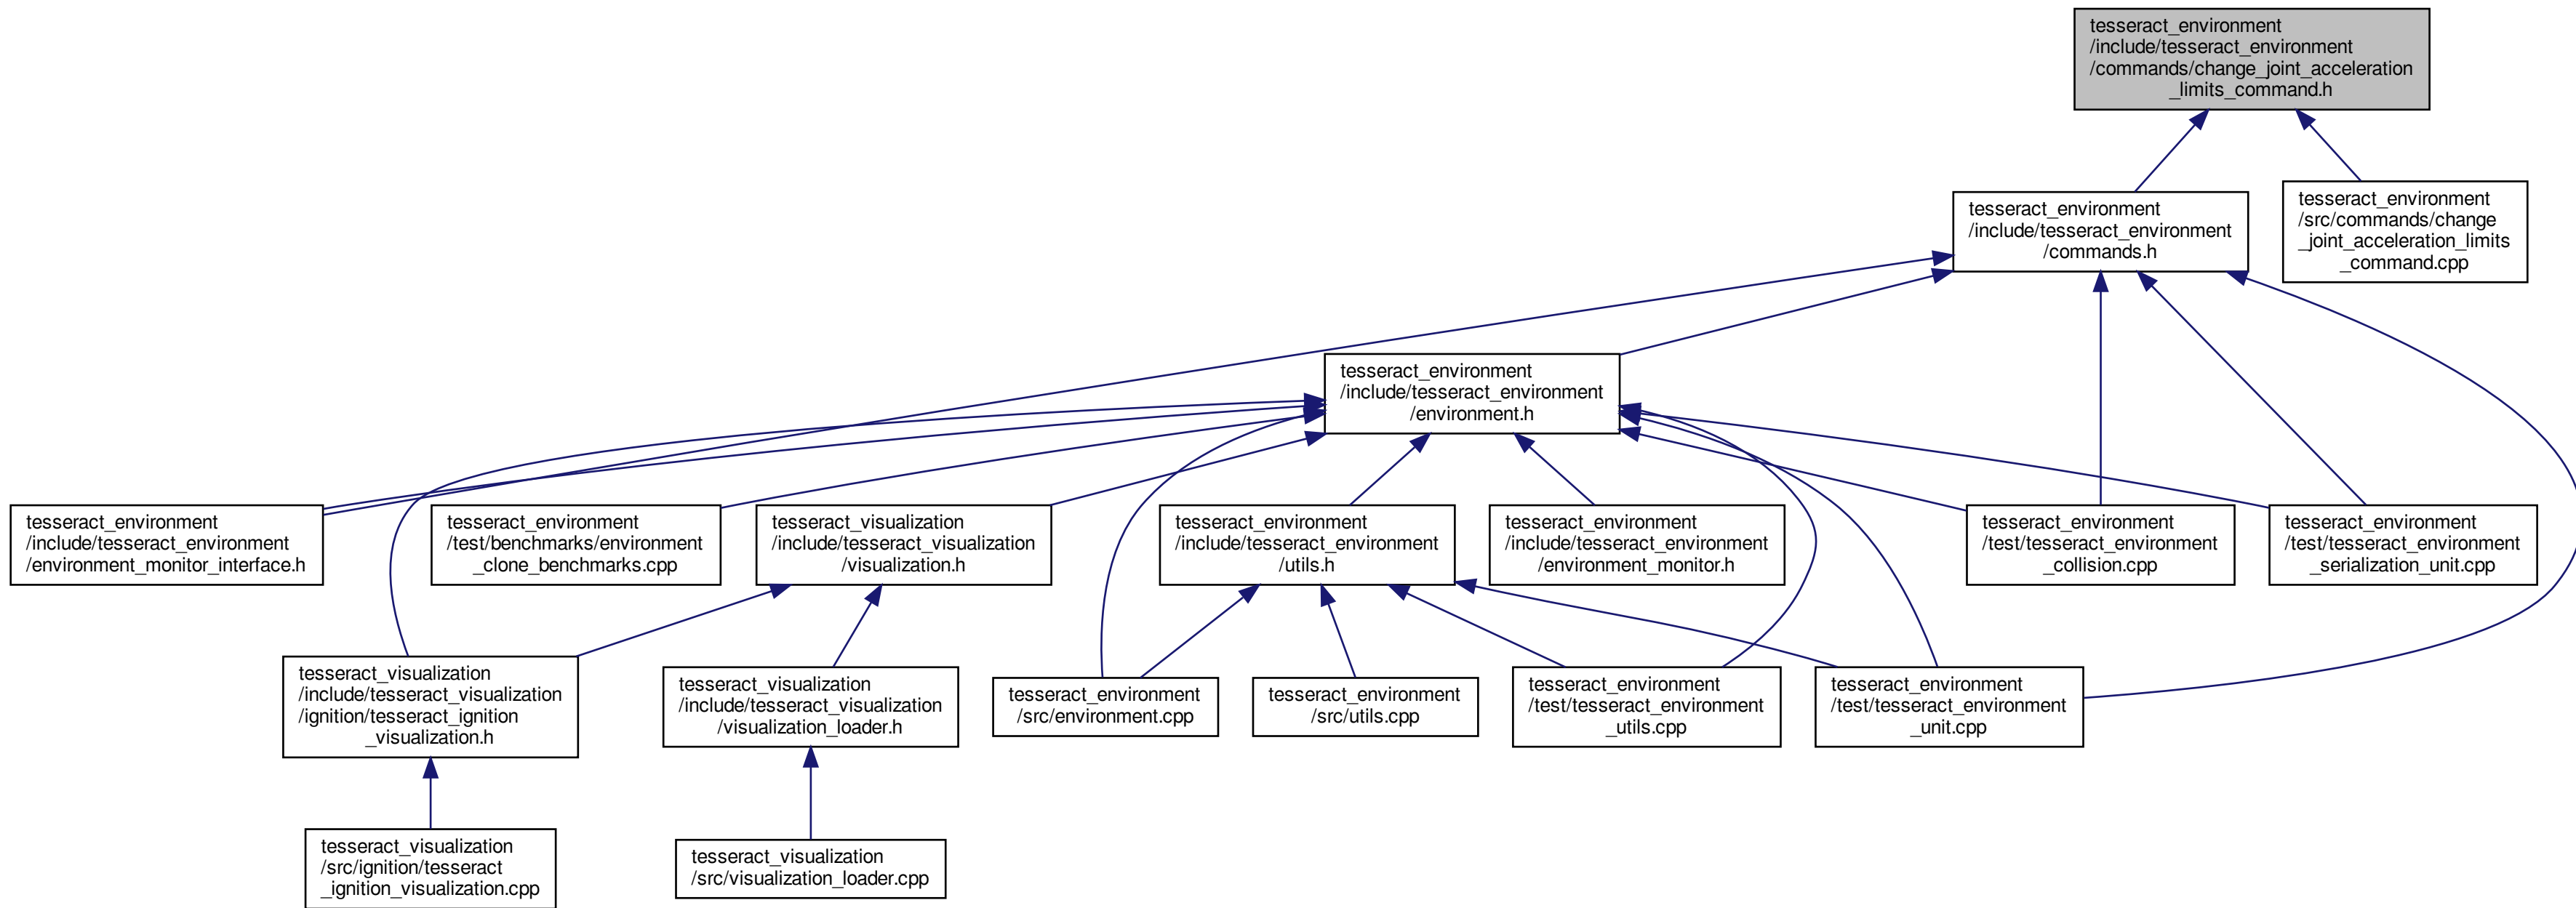 tesseract_environment
/include/tesseract_environment
/commands/change_joint_acceleration
_limits_command.h
tesseract_environment
/include/tesseract_environment
/commands.h
tesseract_environment
/src/commands/change
_joint_acceleration_limits
_command.cpp
tesseract_environment
/include/tesseract_environment
/environment.h
tesseract_environment
/include/tesseract_environment
/environment_monitor_interface.h
tesseract_environment
/test/benchmarks/environment
_clone_benchmarks.cpp
tesseract_visualization
/include/tesseract_visualization
/visualization.h
tesseract_environment
/include/tesseract_environment
/utils.h
tesseract_environment
/include/tesseract_environment
/environment_monitor.h
tesseract_environment
/test/tesseract_environment
_collision.cpp
tesseract_environment
/test/tesseract_environment
_serialization_unit.cpp
tesseract_visualization
/include/tesseract_visualization
/ignition/tesseract_ignition
_visualization.h
tesseract_visualization
/include/tesseract_visualization
/visualization_loader.h
tesseract_environment
/src/environment.cpp
tesseract_environment
/src/utils.cpp
tesseract_environment
/test/tesseract_environment
_utils.cpp
tesseract_environment
/test/tesseract_environment
_unit.cpp
tesseract_visualization
/src/ignition/tesseract
_ignition_visualization.cpp
tesseract_visualization
/src/visualization_loader.cpp